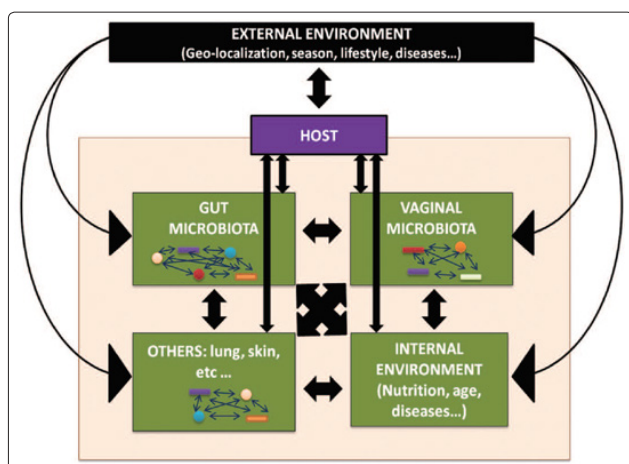 EXTERNAL ENVIRONMENT
(Geo-localization, season, lifestyle, diseases...)
HOST
GUT
MICROBIOTA
VAGINAL
MICROBIOTA
OTHERS: lung, skin,
etc ...
INTERNAL
ENVIRONMENT
(Nutrition, age,
diseases...)